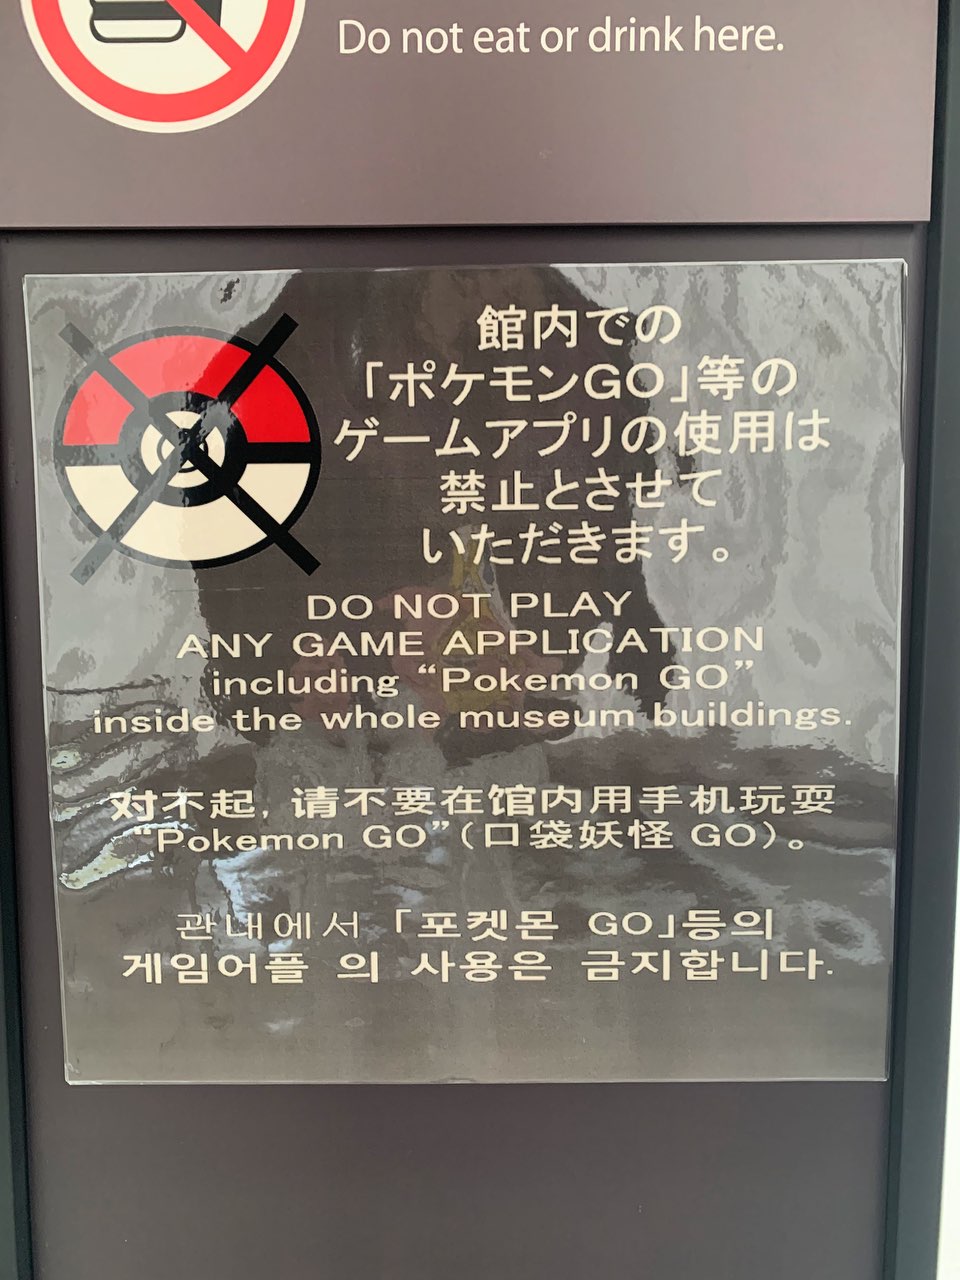 Do not eat or drink here.
館内での
「ポケモンGO」等の
ゲームアプリの使用は
禁止とさせて
いただきます。
DO NOT PLAY
ANY GAME APPLICATION
including “Pokemon GO”
inside the whole museum buildings.
对不起, 请不要在馆内用手机玩耍
“Pokemon GO”(口袋妖怪 GO)。
관내에서 「포켓몬 GO」등의
게임어플 의 사용은 금지합니다.